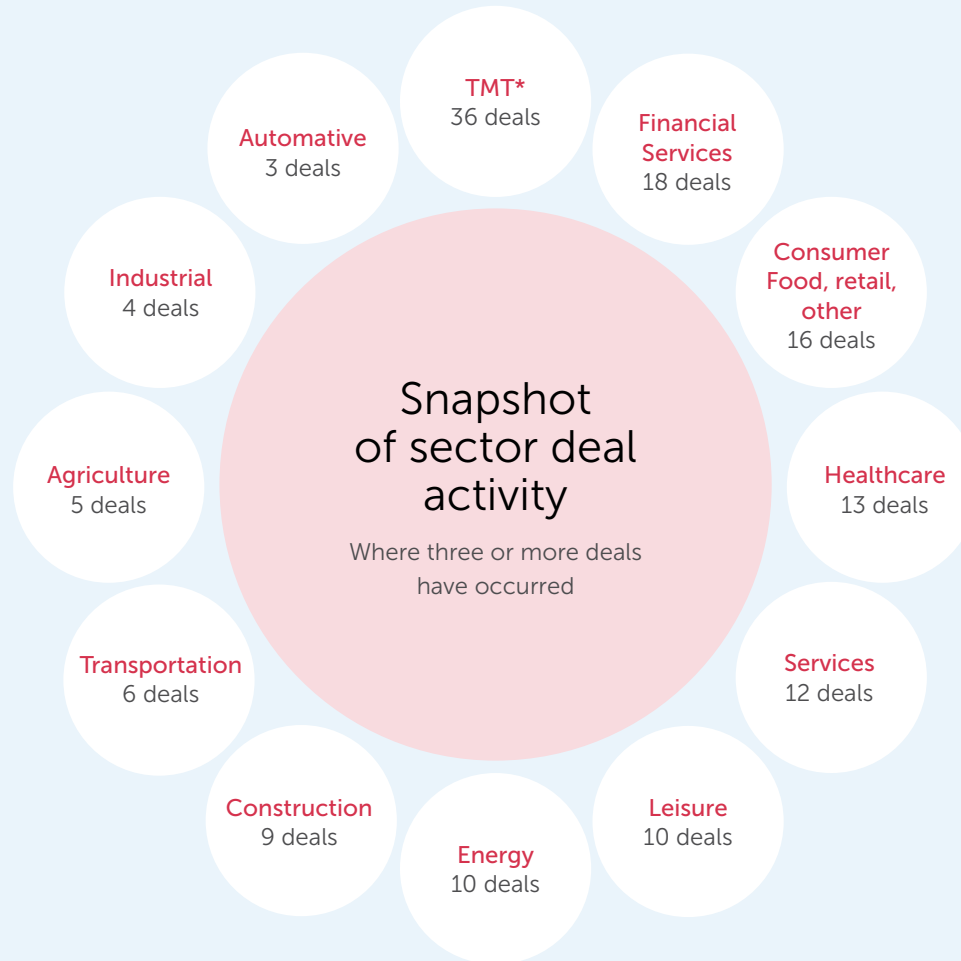 Snapshot
of sector deal
activity
Where three or more deals
have occurred
TMT*
36 deals
Financial
Services
18 deals
Consumer
Food, retail,
other
16 deals
Healthcare
13 deals
Services
12 deals
Leisure
10 deals
Energy
10 deals
Construction
9 deals
Transportation
6 deals
Agriculture
5 deals
Industrial
4 deals
Automative
3 deals